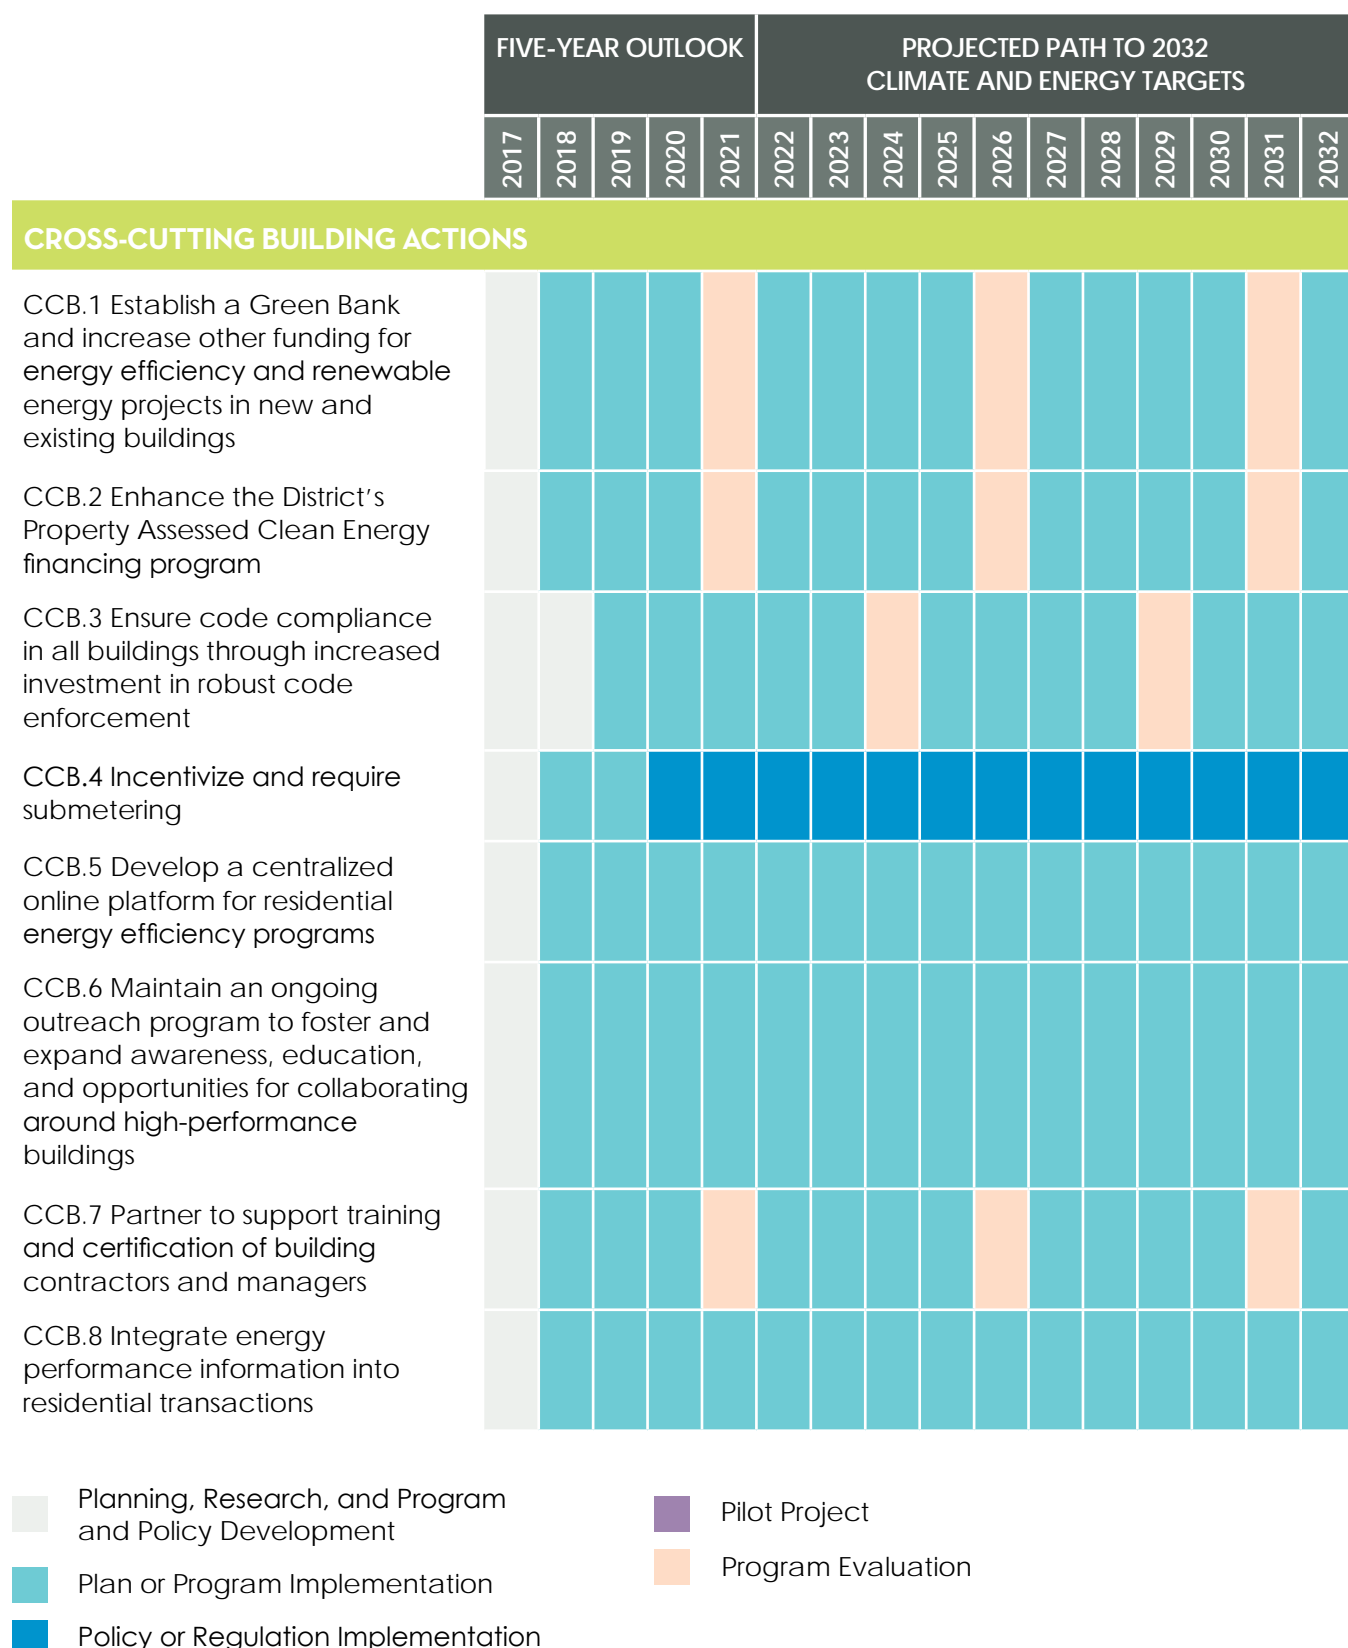 FIVE-YEAR OUTLOOK
PROJECTED PATH TO 2032
CLIMATE AND ENERGY TARGETS
2017 2018 2019 2020 2021 2022 2023 2024 2025 2026 2027 2028 2029 2030 2031 2032
CROSS-CUTTING BUILDING ACTIONS
CCB.1 Establish a Green Bank
and increase other funding for
energy efficiency and renewable
energy projects in new and
existing buildings
CCB.2 Enhance the District's
Property Assessed Clean Energy
financing program
CCB.3 Ensure code compliance
in all buildings through increased
investment in robust code
enforcement
CCB.4 Incentivize and require
submetering
CCB.5 Develop a centralized
online platform for residential
energy efficiency programs
CCB.6 Maintain an ongoing
outreach program to foster and
expand awareness, education,
and opportunities for collaborating
around high-performance
buildings
CCB.7 Partner to support training
and certification of building
contractors and managers
CCB.8 Integrate energy
performance information into
residential transactions
Planning, Research, and Program
and Policy Development
Plan or Program Implementation
Policy or Regulation Implementation
Pilot Project
Program Evaluation